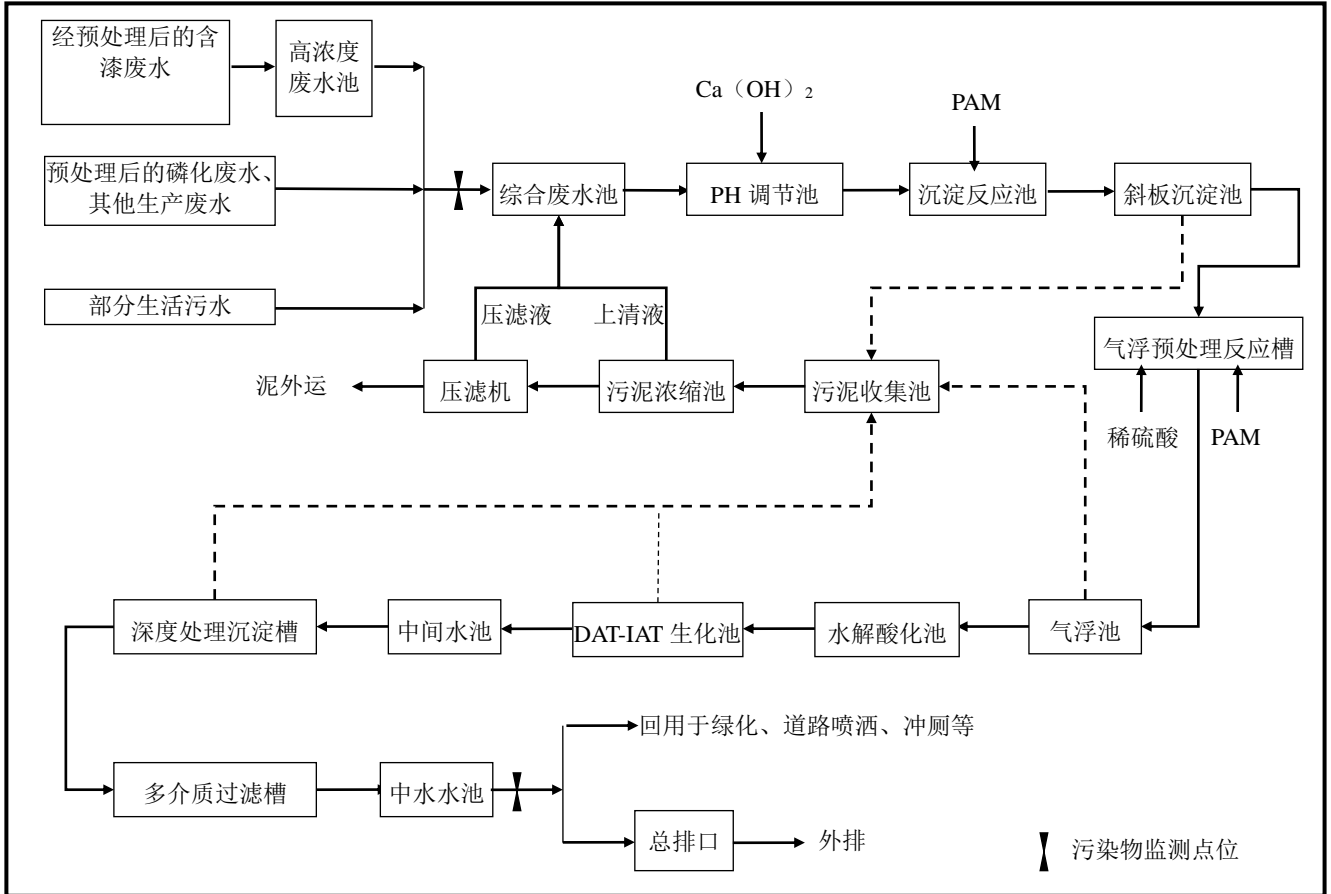 经预处理后的含
漆废水
高浓度
废水池
Ca（OH）₂
PAM
预处理后的磷化废水、
其他生产废水
综合废水池
PH 调节池
沉淀反应池
斜板沉淀池
部分生活污水
压滤液
上清液
气浮预处理反应槽
泥外运
压滤机
污泥浓缩池
污泥收集池
稀硫酸
PAM
深度处理沉淀槽
中间水池
DAT-IAT 生化池
水解酸化池
气浮池
回用于绿化、道路喷洒、冲厕等
多介质过滤槽
中水水池
总排口
外排
污染物监测点位